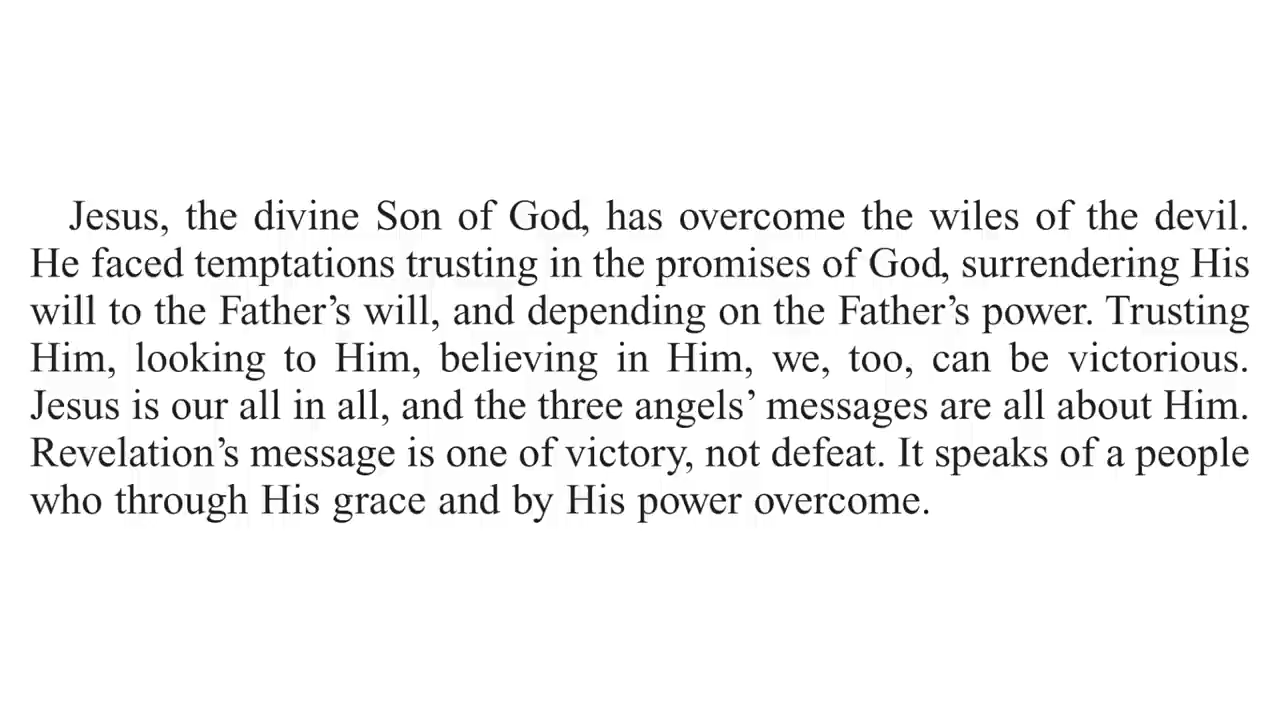 Jesus, the divine Son of God, has overcome the wiles of the devil.
He faced temptations trusting in the promises of God, surrendering His
will to the Father’s will, and depending on the Father’s power. Trusting
Him, looking to Him, believing in Him, we, too, can be victorious.
Jesus is our all in all, and the three angels’ messages are all about Him.
Revelation’s message is one of victory, not defeat. It speaks of a people
who through His grace and by His power overcome.